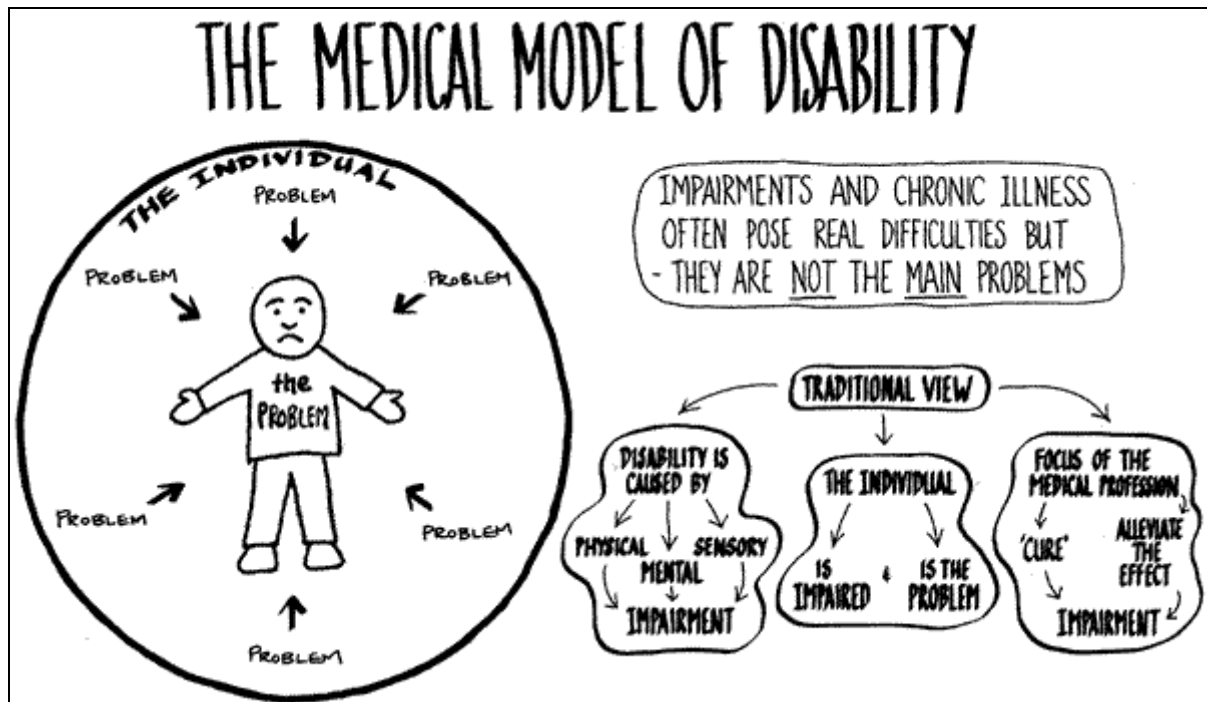 THE MEDICAL MODEL OF DISABILITY
THE INDIVIDUAL
PROBLEM
PROBLEM
PROBLEM
the
PROBLEM
PROBLEM
PROBLEM
PROBLEM
IMPAIRMENTS AND CHRONIC ILLNESS
OFTEN POSE REAL DIFFICULTIES BUT
- THEY ARE NOT THE MAIN PROBLEMS
TRADITIONAL VIEW
DISABILITY IS
CAUSED BY
PHYSICAL SENSORY
MENTAL
IMPAIRMENT
THE INDIVIDUAL
IS
IMPAIRED
&
IS THE
PROBLEM
FOCUS OF THE
MEDICAL PROFESSION
'CURE'
ALLEVIATE
THE
EFFECT
IMPAIRMENT